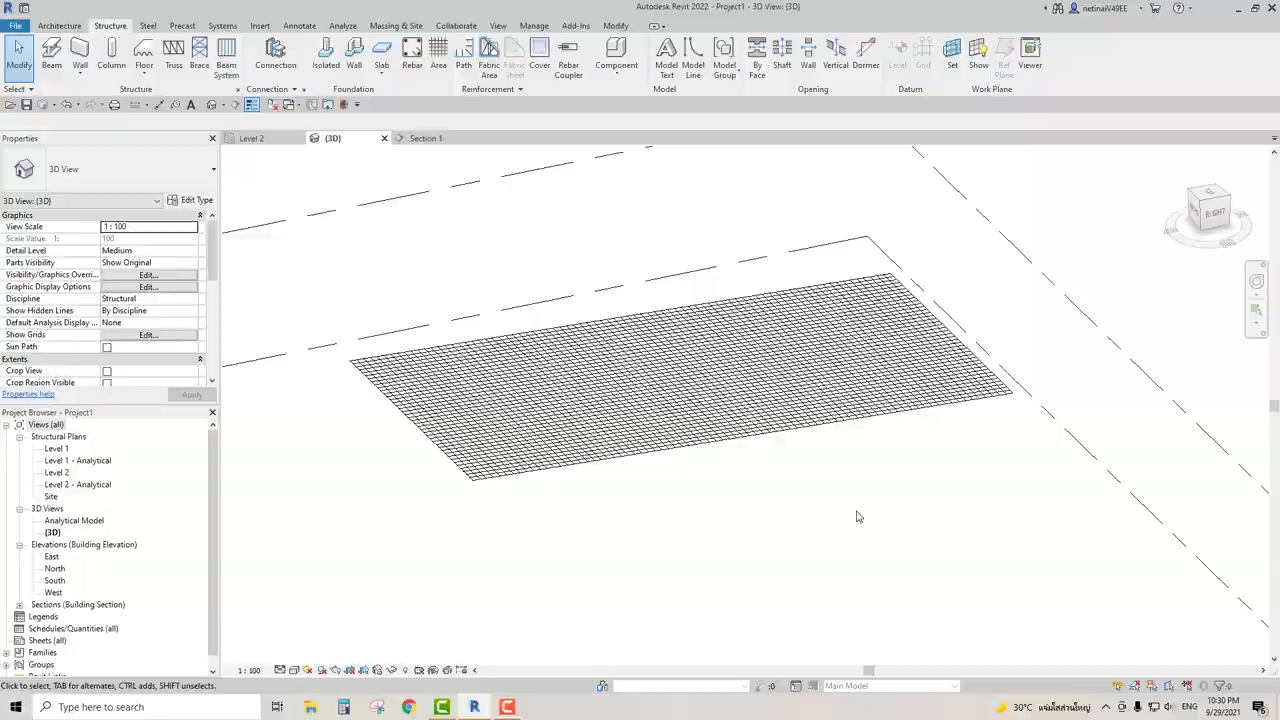 Autodesk Revit 2022 - Project1 - 3D View: {3D}
netinaiV49EE
File Architecture Structure Steel Precast Systems Insert Annotate Analyze Massing & Site Collaborate View Manage Add-Ins Modify
Modify Beam Wall Column Floor Truss Brace Beam System Connection Isolated Wall Slab Rebar Area Path Fabric Area Fabric Sheet Cover Rebar Coupler Component Model Text Model Line Model Group By Face Shaft Wall Vertical Dormer Level Grid Set Show Ref Plane Viewer
Select Structure Connection Foundation Reinforcement Model Opening Datum Work Plane
Properties
Level 2
{3D}
Section 1
3D View
3D View: {3D}
Edit Type
Graphics
View Scale 1 : 100
Scale Value 1: 100
Detail Level Medium
Parts Visibility Show Original
Visibility/Graphics Overri... Edit...
Graphic Display Options Edit...
Discipline Structural
Show Hidden Lines By Discipline
Default Analysis Display ... None
Show Grids Edit...
Sun Path
Extents
Crop View
Crop Region Visible
Properties help
Apply
RIGHT
Project Browser - Project1
Views (all)
Structural Plans
Level 1
Level 1 - Analytical
Level 2
Level 2 - Analytical
Site
3D Views
Analytical Model
{3D}
Elevations (Building Elevation)
East
North
South
West
Sections (Building Section)
Legends
Schedules/Quantities (all)
Sheets (all)
Families
Groups
1 : 100
Click to select, TAB for alternates, CTRL adds, SHIFT unselects.
:0
Main Model
:0
Type here to search
30°C
ENG
10:30 PM
9/29/2021